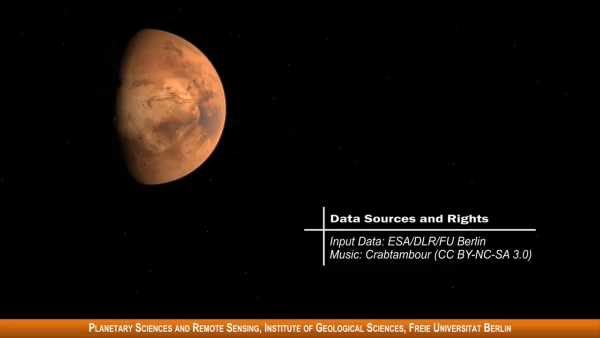 Data Sources and Rights
Input Data: ESA/DLR/FU Berlin
Music: Crabtambour (CC BY-NC-SA 3.0)
PLANETARY SCIENCES AND REMOTE SENSING, INSTITUTE OF GEOLOGICAL SCIENCES, FREIE UNIVERSITAT BERLIN